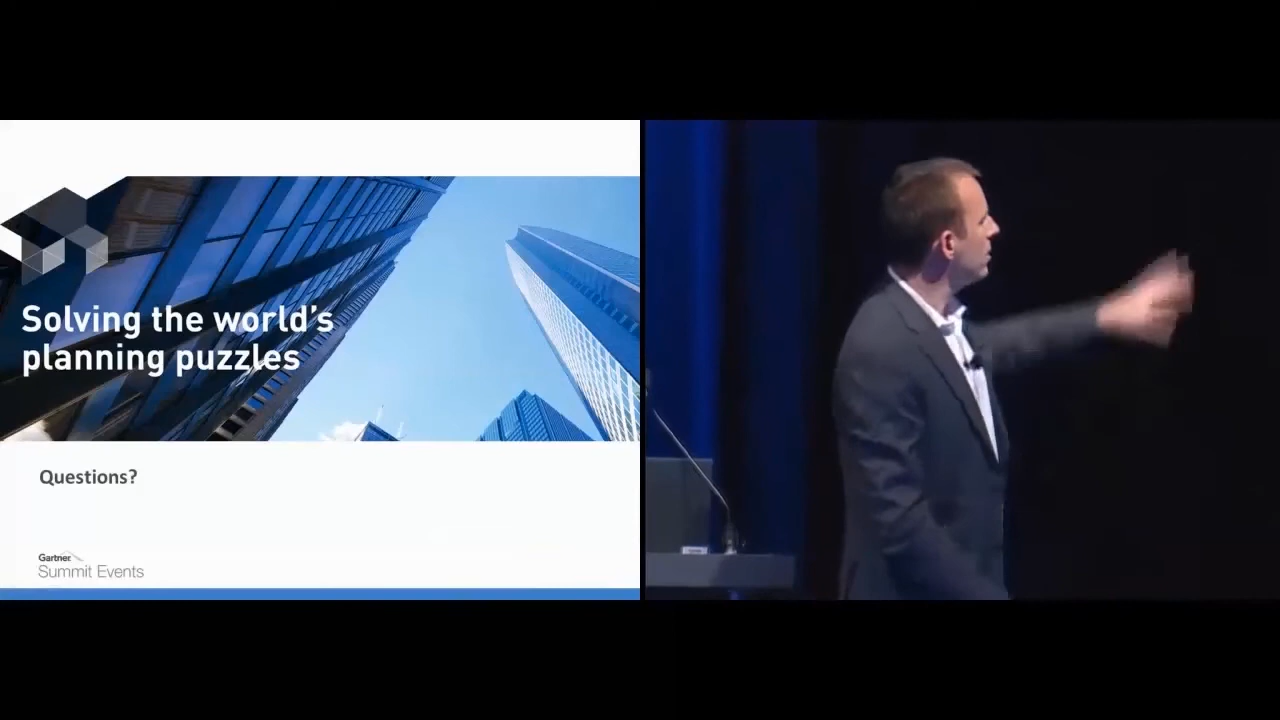 Solving the world's
planning puzzles
Questions?
Gartner
Summit Events